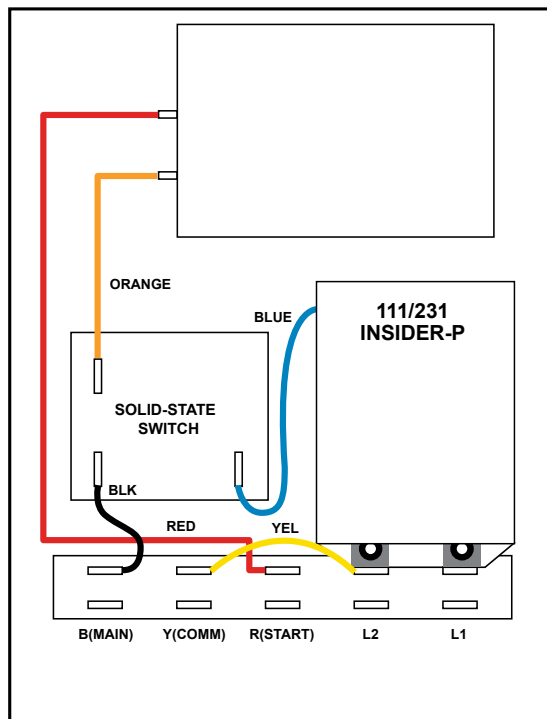 ORANGE
BLUE
111/231
INSIDER-P
SOLID-STATE
SWITCH
BLK
RED
YEL
B(MAIN)
Y(COMM)
R(START)
L2
L1